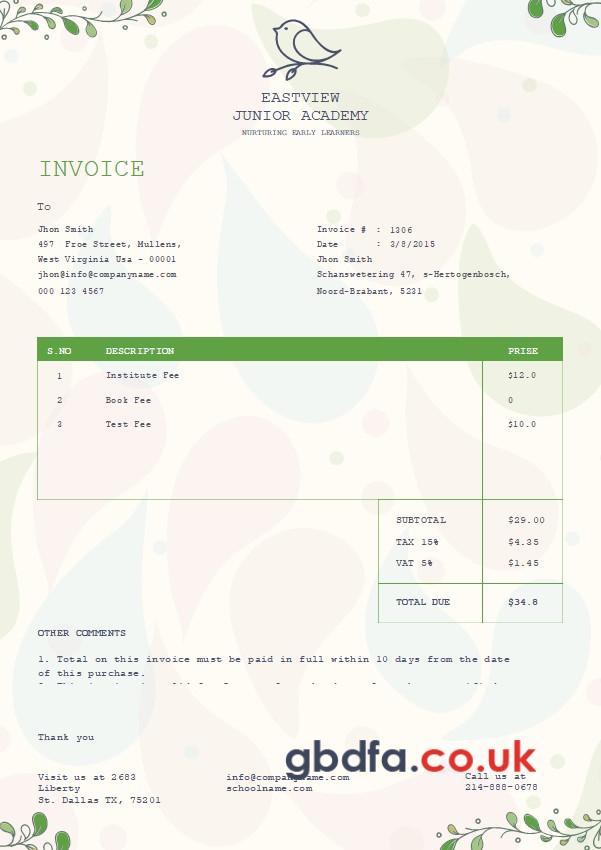 EASTVIEW
JUNIOR ACADEMY
NURTURING EARLY LEARNERS
INVOICE
To
Jhon Smith
497 Froe Street, Mullens,
West Virginia Usa - 00001
jhon@info@companyname.com
000 123 4567
Invoice # : 1306
Date : 3/8/2015
Jhon Smith
Schanswetering 47, s-Hertogenbosch,
Noord-Brabant, 5231
S.NO DESCRIPTION PRIZE
1 Institute Fee $12.0
2 Book Fee 0
3 Test Fee $10.0
SUBTOTAL $29.00
TAX 15% $4.35
VAT 5% $1.45
TOTAL DUE $34.8
OTHER COMMENTS
1. Total on this invoice must be paid in full within 10 days from the date
of this purchase.
Thank you
gbdfa.co.uk
Visit us at 2683
Liberty
St. Dallas TX, 75201
info@companyname.com
schoolname.com
Call us at
214-888-0678